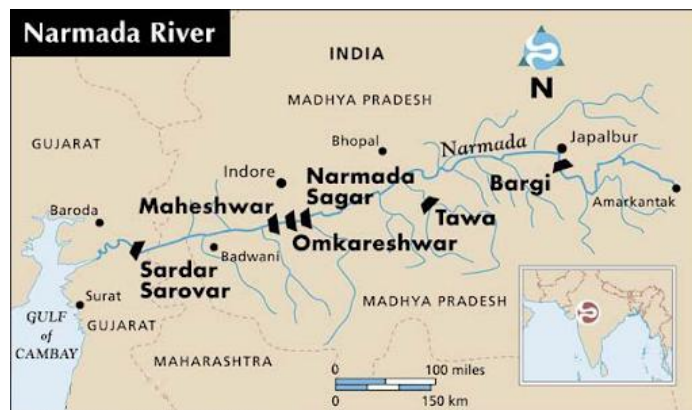 Narmada River
INDIA
N
MADHYA PRADESH
GUJARAT
Bhopal
Narmada
Japalbur
Indore
Narmada
Sagar
Bargi
Amarkantak
Baroda
Maheshwar
Tawa
Omkareshwar
Badwani
Sardar
Sarovar
Surat
MADHYA PRADESH
GULF
of
CAMBAY
GUJARAT
MAHARASHTRA
0 100 miles
0 150 km